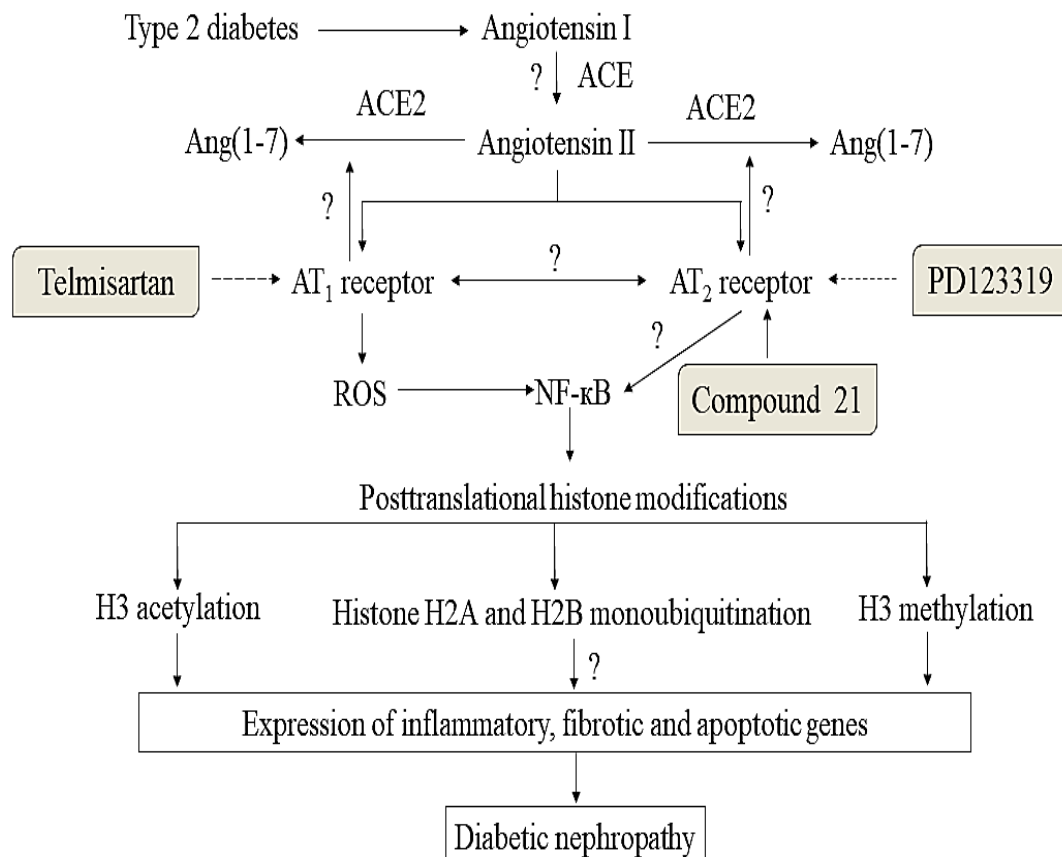 Type 2 diabetes
Angiotensin I
?
ACE
ACE2
ACE2
Ang(1-7)
Angiotensin II
Ang(1-7)
?
?
Telmisartan
AT₁ receptor
?
AT₂ receptor
PD123319
?
ROS
NF-κB
Compound 21
Posttranslational histone modifications
H3 acetylation
Histone H2A and H2B monoubiquitination
H3 methylation
?
Expression of inflammatory, fibrotic and apoptotic genes
Diabetic nephropathy